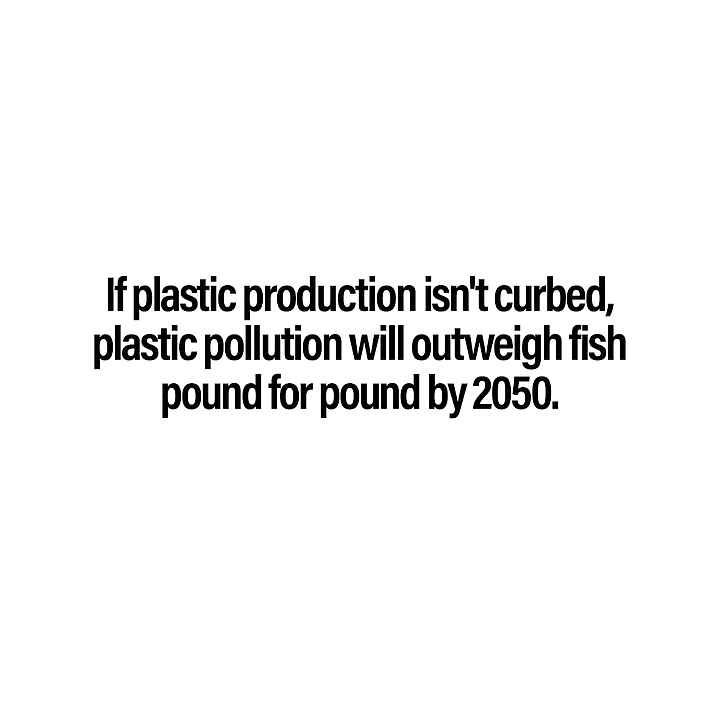 If plastic production isn't curbed,
plastic pollution will outweigh fish
pound for pound by 2050.